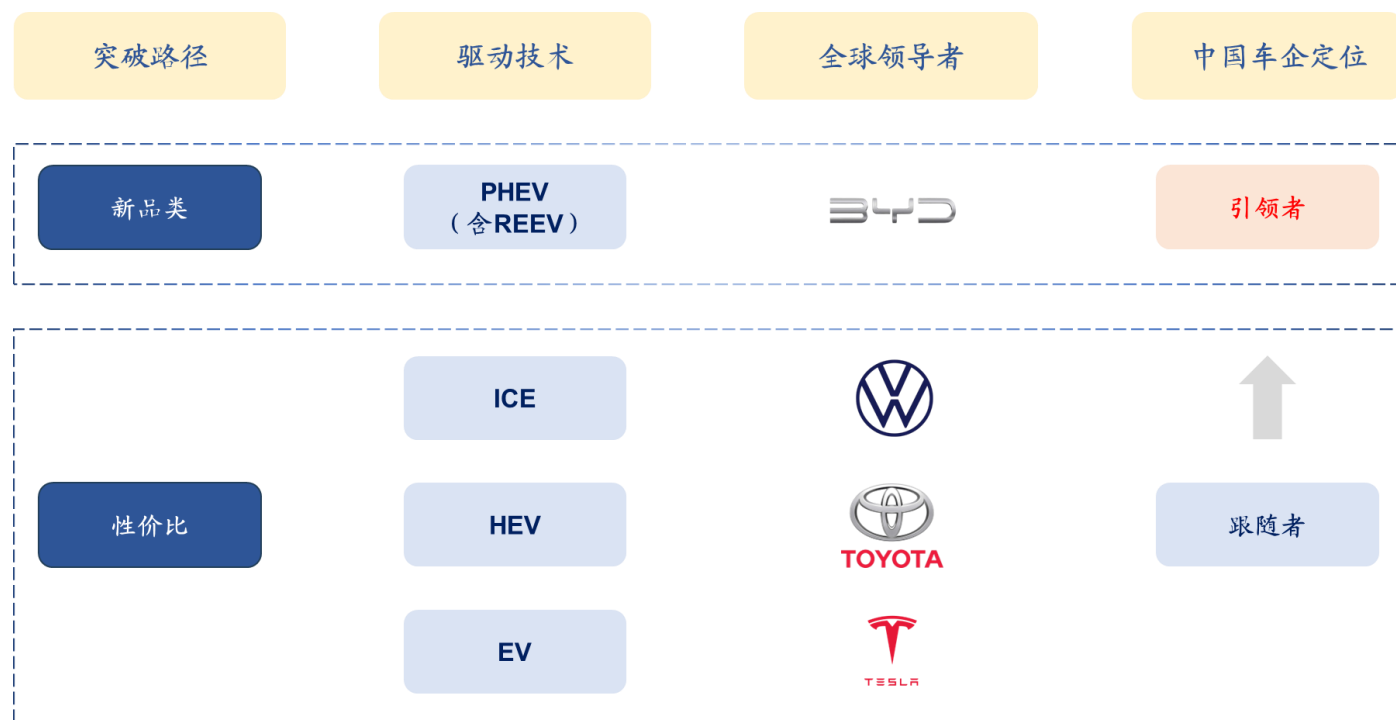 突破路径
驱动技术
全球领导者
中国车企定位
新品类
PHEV
（含REEV）
BYD
引领者
ICE
性价比
HEV
TOYOTA
跟随者
EV
TESLA